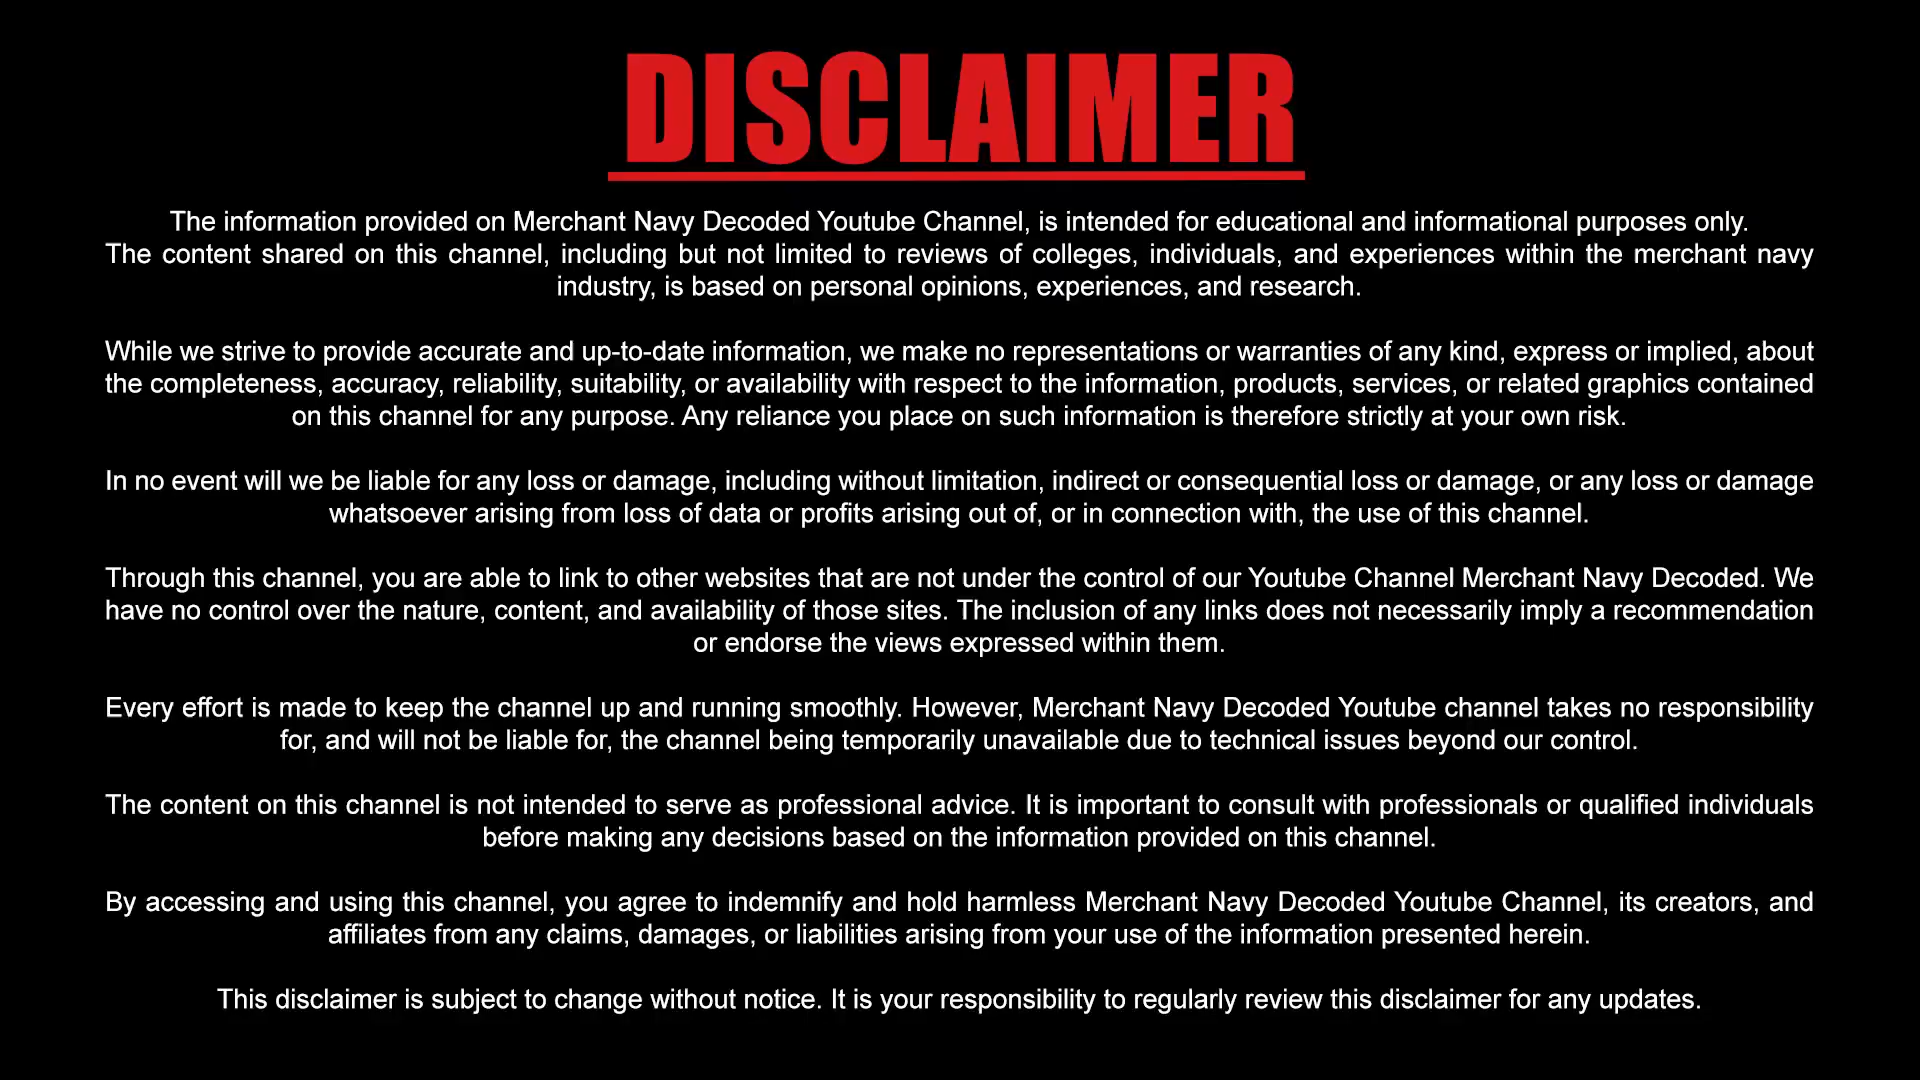 DISCLAIMER
The information provided on Merchant Navy Decoded Youtube Channel, is intended for educational and informational purposes only.
The content shared on this channel, including but not limited to reviews of colleges, individuals, and experiences within the merchant navy
industry, is based on personal opinions, experiences, and research.
While we strive to provide accurate and up-to-date information, we make no representations or warranties of any kind, express or implied, about
the completeness, accuracy, reliability, suitability, or availability with respect to the information, products, services, or related graphics contained
on this channel for any purpose. Any reliance you place on such information is therefore strictly at your own risk.
In no event will we be liable for any loss or damage, including without limitation, indirect or consequential loss or damage, or any loss or damage
whatsoever arising from loss of data or profits arising out of, or in connection with, the use of this channel.
Through this channel, you are able to link to other websites that are not under the control of our Youtube Channel Merchant Navy Decoded. We
have no control over the nature, content, and availability of those sites. The inclusion of any links does not necessarily imply a recommendation
or endorse the views expressed within them.
Every effort is made to keep the channel up and running smoothly. However, Merchant Navy Decoded Youtube channel takes no responsibility
for, and will not be liable for, the channel being temporarily unavailable due to technical issues beyond our control.
The content on this channel is not intended to serve as professional advice. It is important to consult with professionals or qualified individuals
before making any decisions based on the information provided on this channel.
By accessing and using this channel, you agree to indemnify and hold harmless Merchant Navy Decoded Youtube Channel, its creators, and
affiliates from any claims, damages, or liabilities arising from your use of the information presented herein.
This disclaimer is subject to change without notice. It is your responsibility to regularly review this disclaimer for any updates.